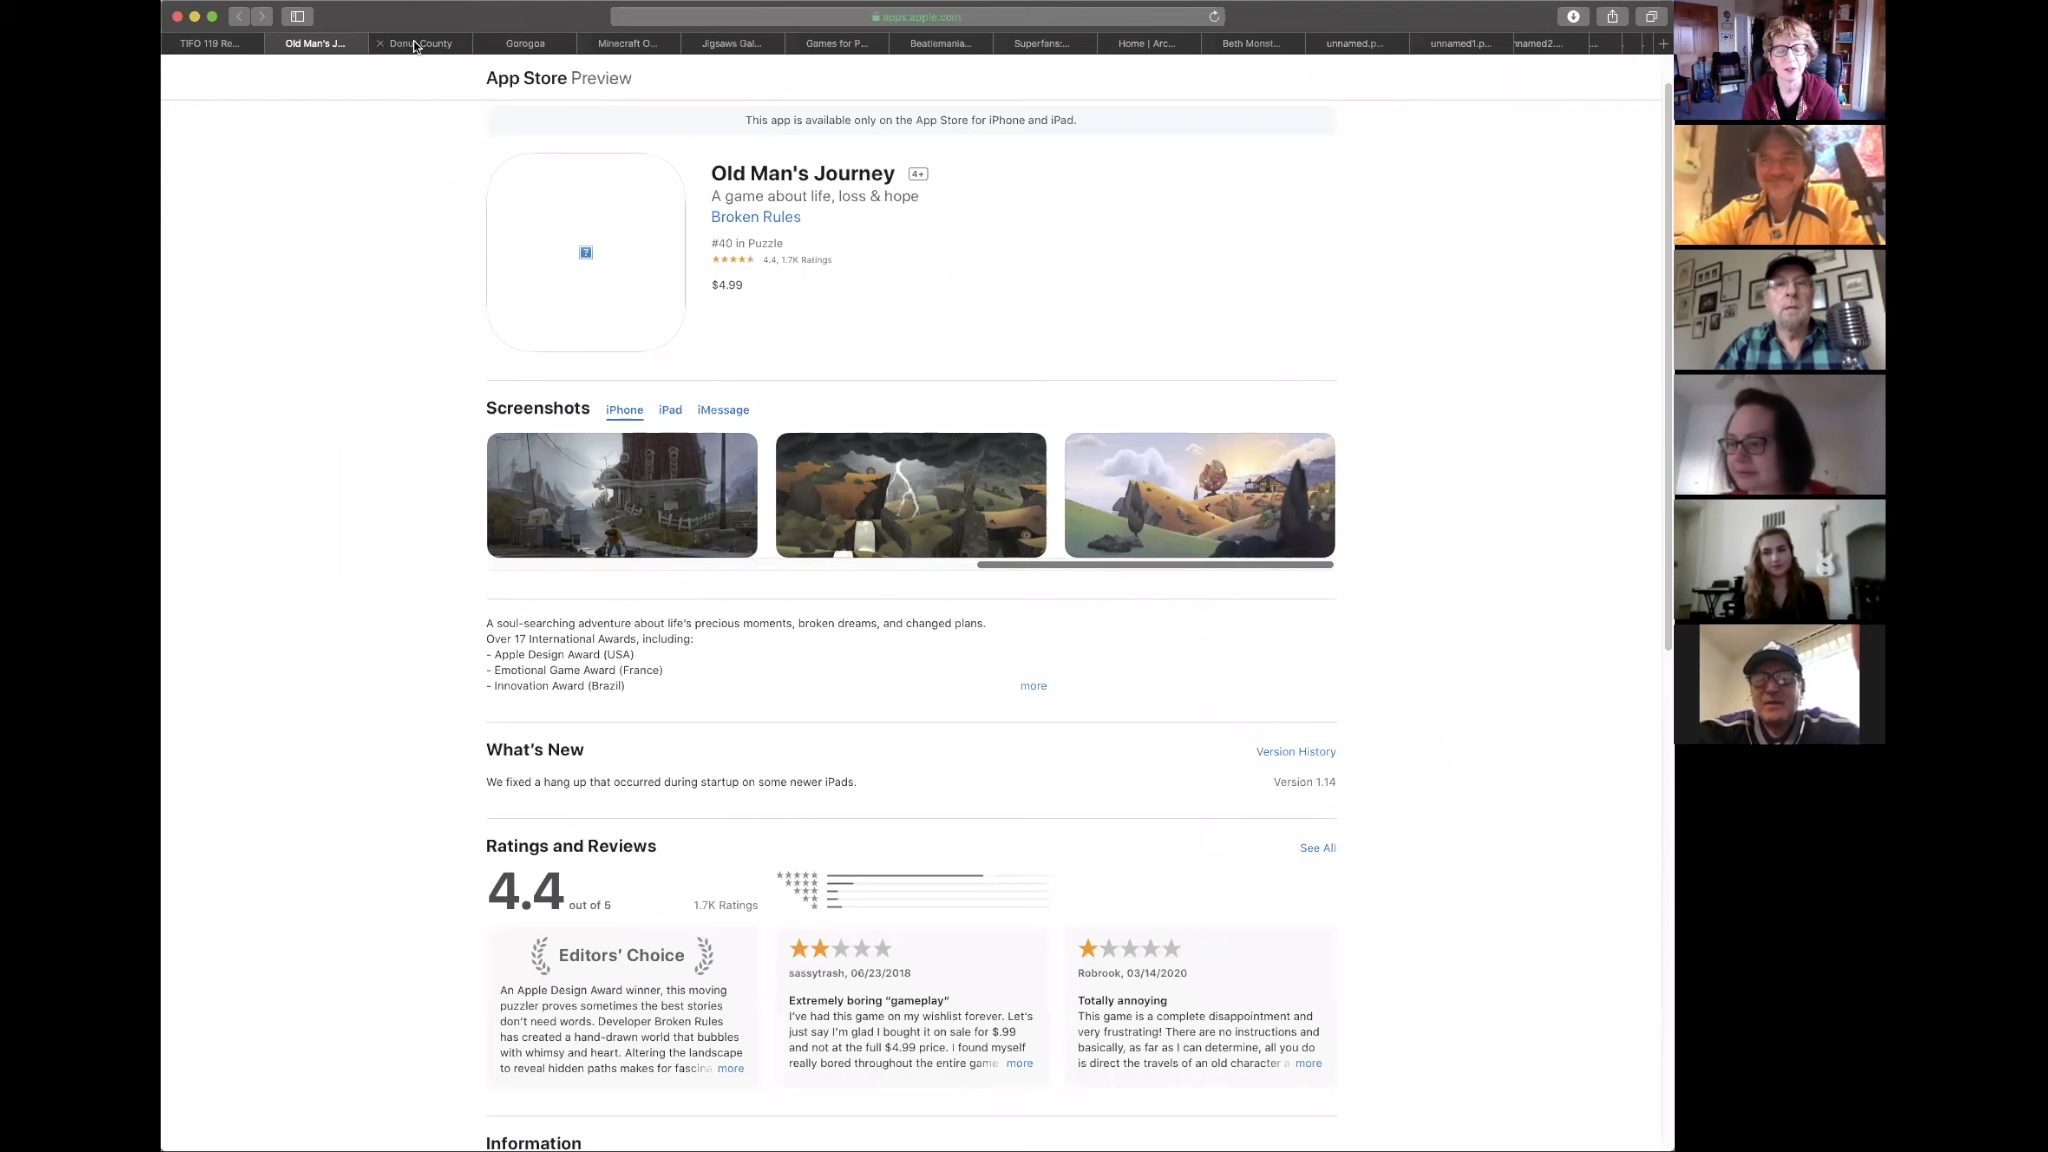 apps.apple.com
TIFO 119 Re...
Old Man's J...
Donut County
Gorogoa
Minecraft O...
Jigsaws Gal...
Games for P...
Beatlemania...
Superfans:...
Home | Arc...
Beth Monst...
unnamed.p...
unnamed1.p...
nnamed2....
App Store Preview
This app is available only on the App Store for iPhone and iPad.
Old Man's Journey 4+
A game about life, loss & hope
Broken Rules
#40 in Puzzle
★★★★★ 4.4, 1.7K Ratings
$4.99
Screenshots iPhone iPad iMessage
A soul-searching adventure about life's precious moments, broken dreams, and changed plans.
Over 17 International Awards, including:
- Apple Design Award (USA)
- Emotional Game Award (France)
- Innovation Award (Brazil)
more
What's New
Version History
We fixed a hang up that occurred during startup on some newer iPads.
Version 1.14
Ratings and Reviews
See All
4.4 out of 5
1.7K Ratings
Editors' Choice
An Apple Design Award winner, this moving
puzzler proves sometimes the best stories
don't need words. Developer Broken Rules
has created a hand-drawn world that bubbles
with whimsy and heart. Altering the landscape
to reveal hidden paths makes for fascina more
sassytrash, 06/23/2018
Extremely boring “gameplay”
I've had this game on my wishlist forever. Let's
just say I'm glad I bought it on sale for $.99
and not at the full $4.99 price. I found myself
really bored throughout the entire game more
Robrook, 03/14/2020
Totally annoying
This game is a complete disappointment and
very frustrating! There are no instructions and
basically, as far as I can determine, all you do
is direct the travels of an old character a more
Information